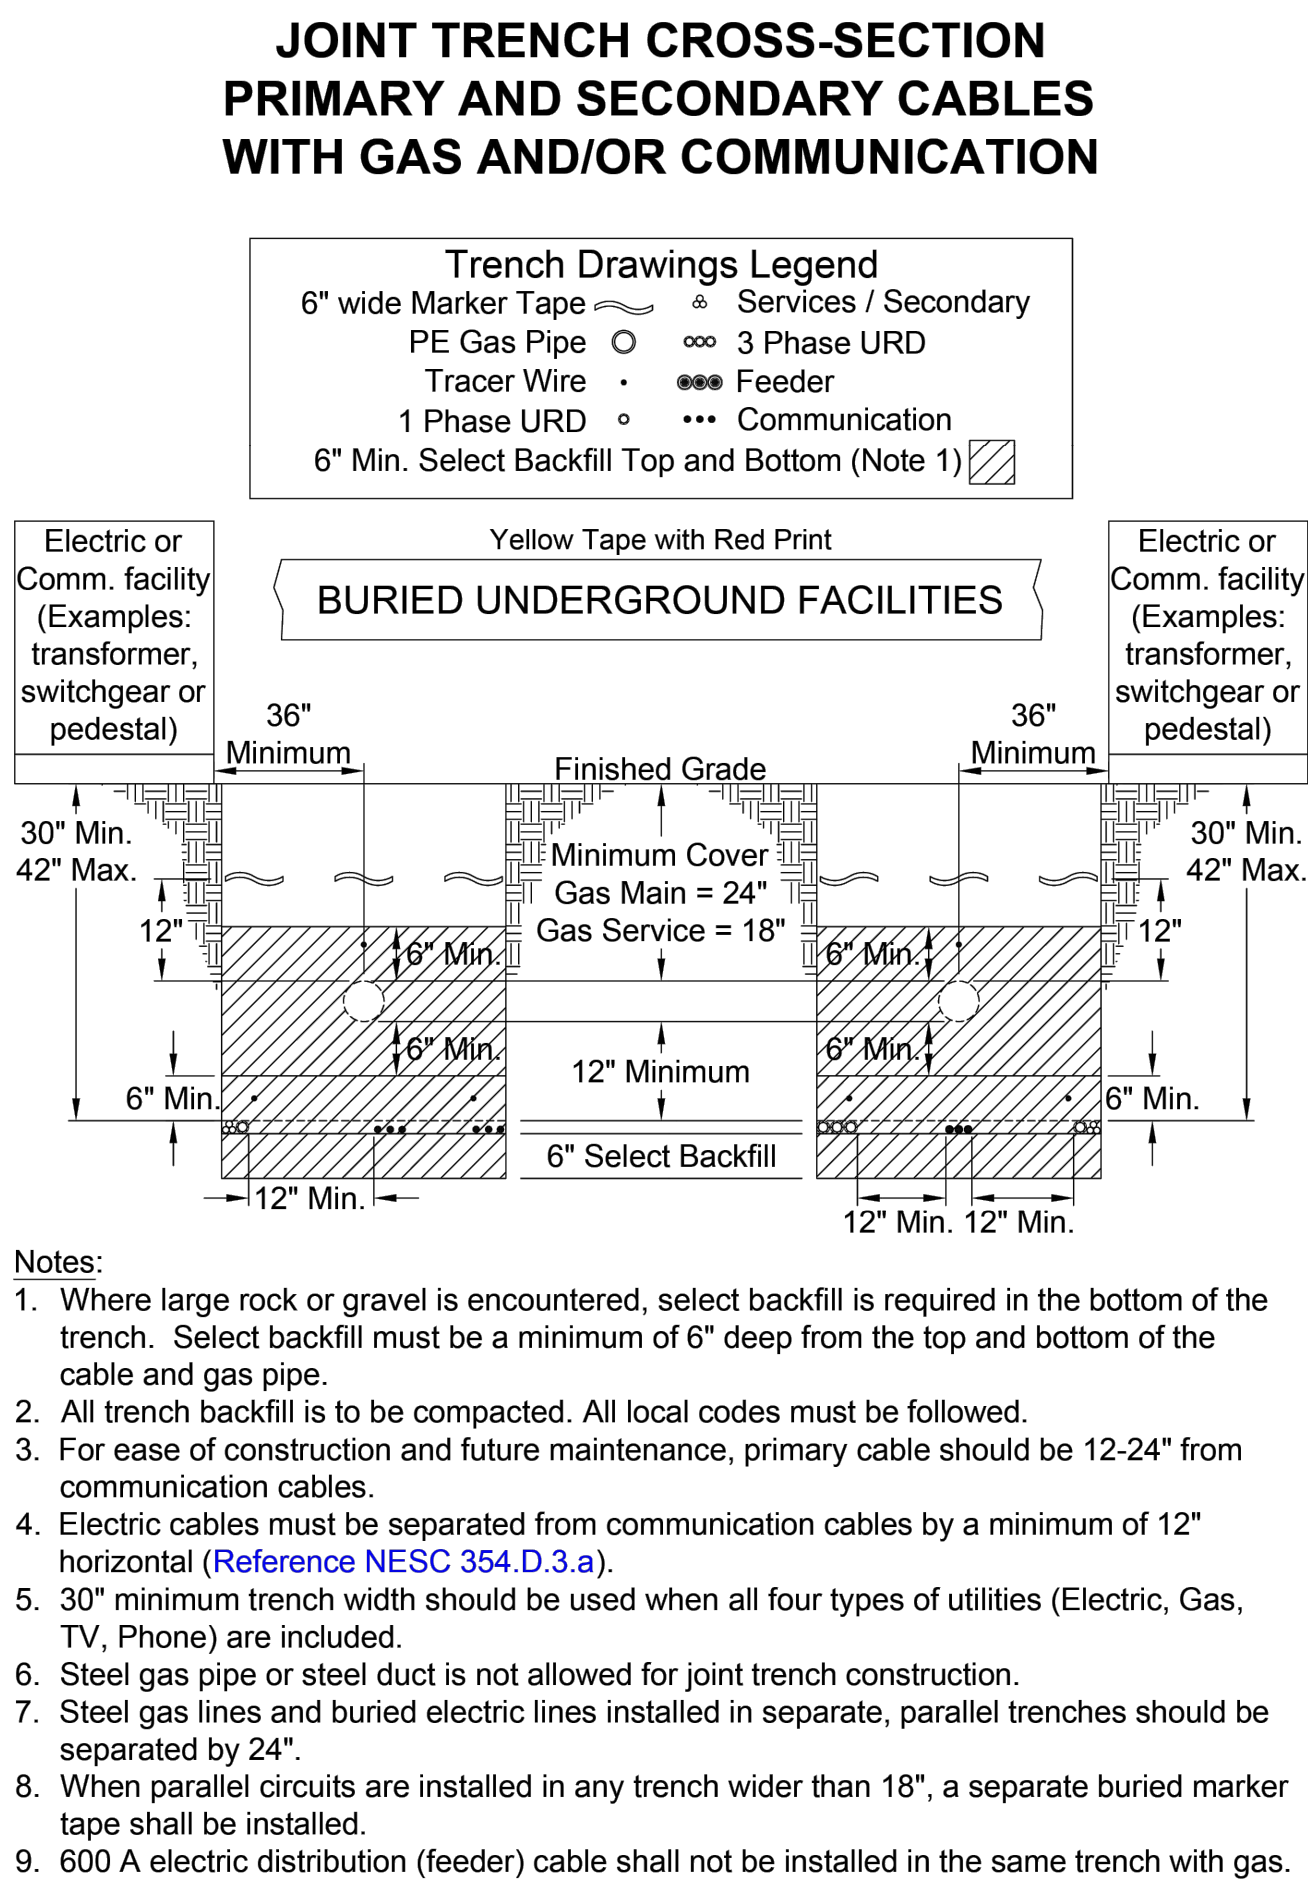 JOINT TRENCH CROSS-SECTION
PRIMARY AND SECONDARY CABLES
WITH GAS AND/OR COMMUNICATION
Trench Drawings Legend
6" wide Marker Tape
Services / Secondary
PE Gas Pipe
3 Phase URD
Tracer Wire
Feeder
1 Phase URD
Communication
6" Min. Select Backfill Top and Bottom (Note 1)
Electric or
Comm. facility
(Examples:
transformer,
switchgear or
pedestal)
Yellow Tape with Red Print
BURIED UNDERGROUND FACILITIES
Electric or
Comm. facility
(Examples:
transformer,
switchgear or
pedestal)
36"
Minimum
36"
Minimum
Finished Grade
30" Min.
42" Max.
Minimum Cover
Gas Main = 24"
Gas Service = 18"
30" Min.
42" Max.
12"
6" Min.
6" Min.
12"
6" Min.
12" Minimum
6" Min.
6" Min.
6" Min.
6" Select Backfill
12" Min.
12" Min.
12" Min.
Notes:
1. Where large rock or gravel is encountered, select backfill is required in the bottom of the
trench. Select backfill must be a minimum of 6" deep from the top and bottom of the
cable and gas pipe.
2. All trench backfill is to be compacted. All local codes must be followed.
3. For ease of construction and future maintenance, primary cable should be 12-24" from
communication cables.
4. Electric cables must be separated from communication cables by a minimum of 12"
horizontal (Reference NESC 354.D.3.a).
5. 30" minimum trench width should be used when all four types of utilities (Electric, Gas,
TV, Phone) are included.
6. Steel gas pipe or steel duct is not allowed for joint trench construction.
7. Steel gas lines and buried electric lines installed in separate, parallel trenches should be
separated by 24".
8. When parallel circuits are installed in any trench wider than 18", a separate buried marker
tape shall be installed.
9. 600 A electric distribution (feeder) cable shall not be installed in the same trench with gas.